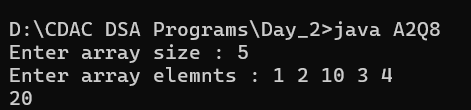 D:\CDAC DSA Programs\Day_2>java A2Q8
Enter array size : 5
Enter array elemnts : 1 2 10 3 4
20